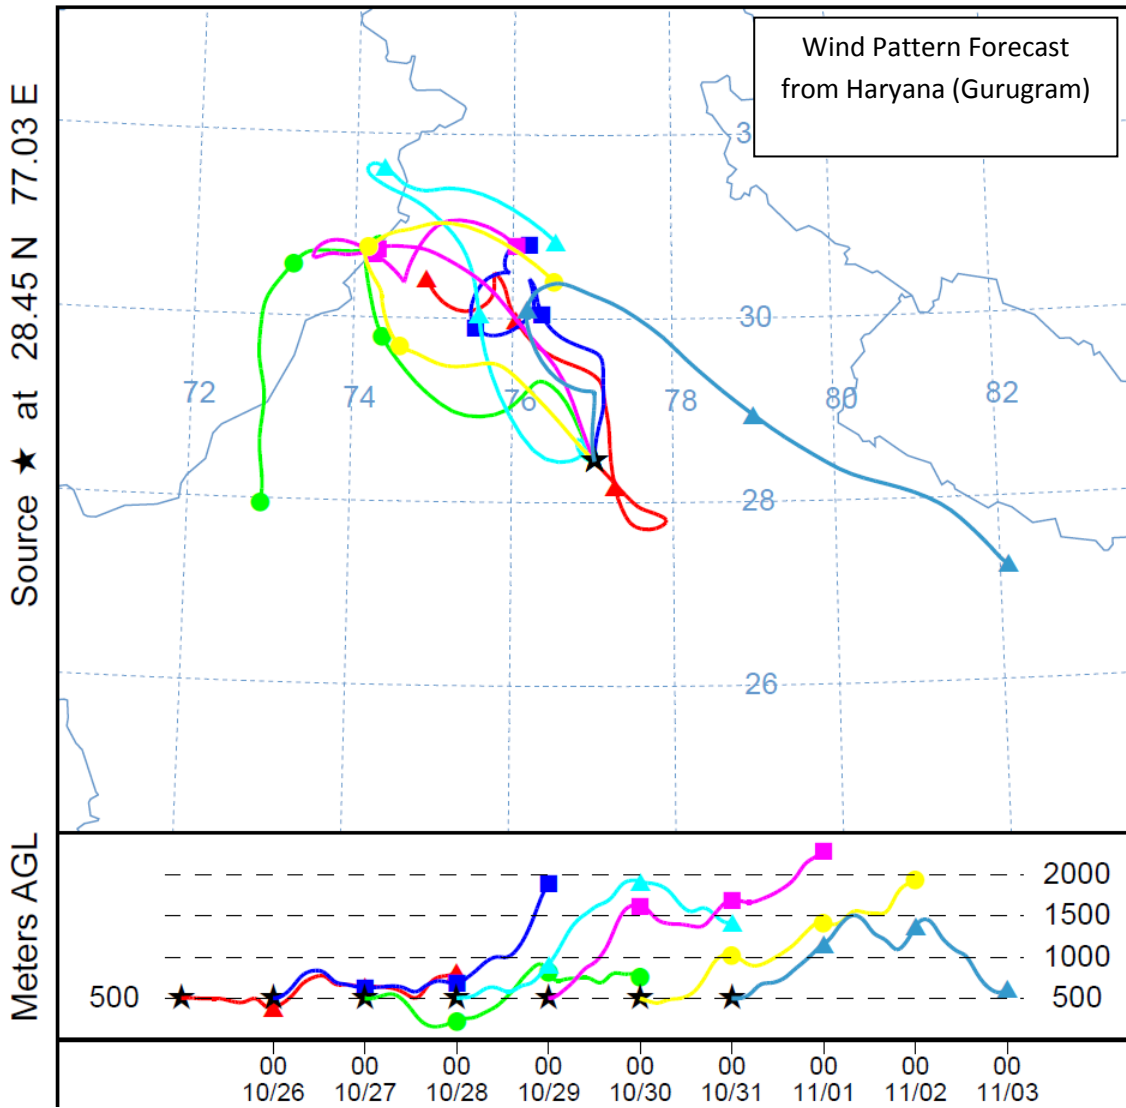 Wind Pattern Forecast
from Haryana (Gurugram)
Source ★ at 28.45 N 77.03 E
3
30
72
74
76
78
80
82
28
26
Meters AGL
2000
1500
1000
500
500
00 00 00 00 00 00 00 00 00
10/26 10/27 10/28 10/29 10/30 10/31 11/01 11/02 11/03